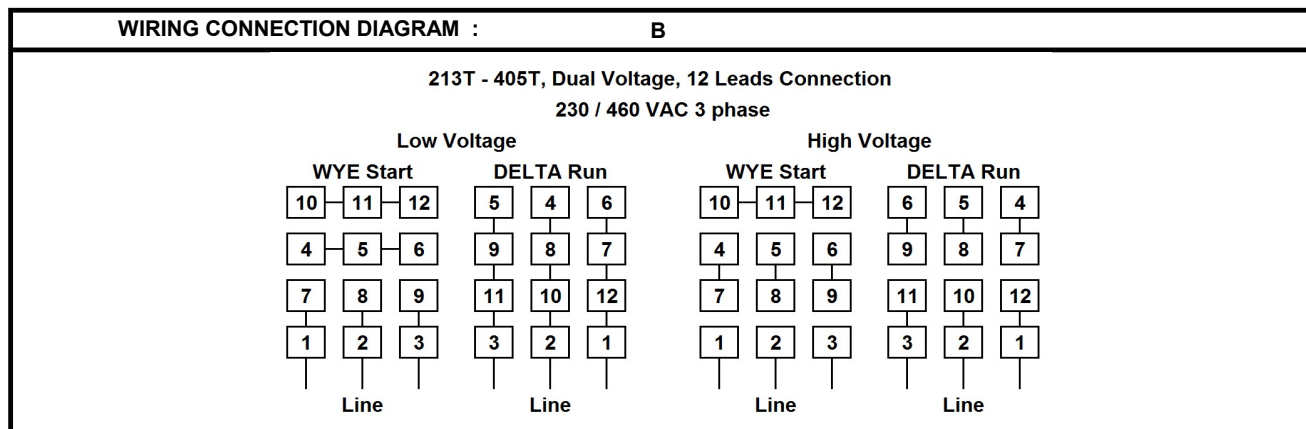 WIRING CONNECTION DIAGRAM : B
213T - 405T, Dual Voltage, 12 Leads Connection
230 / 460 VAC 3 phase
Low Voltage High Voltage
WYE Start DELTA Run WYE Start DELTA Run
10 11 12 5 4 6 10 11 12 6 5 4
4 5 6 9 8 7 4 5 6 9 8 7
7 8 9 11 10 12 7 8 9 11 10 12
1 2 3 3 2 1 1 2 3 3 2 1
Line Line Line Line